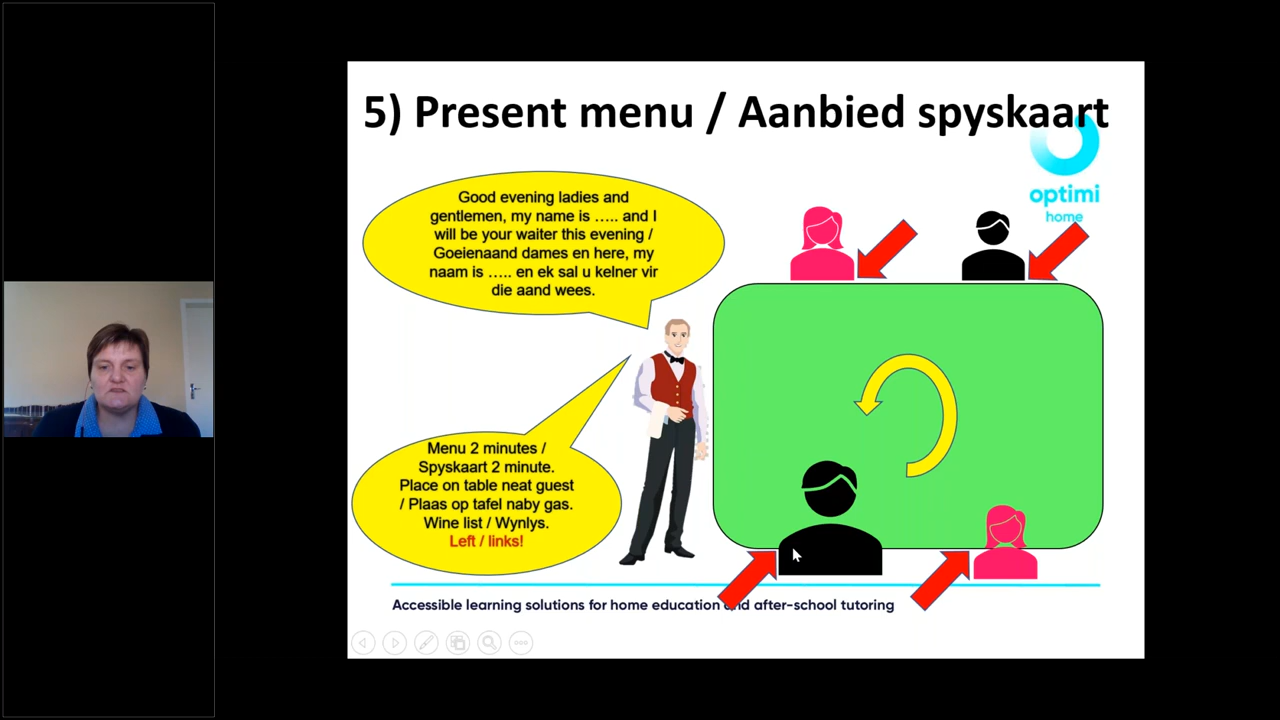 5) Present menu / Aanbied spyskaart
optimi
home
Good evening ladies and
gentlemen, my name is ….. and I
will be your waiter this evening /
Goeienaand dames en here, my
naam is ….. en ek sal u kelner vir
die aand wees.
Menu 2 minutes /
Spyskaart 2 minute.
Place on table neat guest
/ Plaas op tafel naby gas.
Wine list / Wynlys.
Left / links!
Accessible learning solutions for home education and after-school tutoring